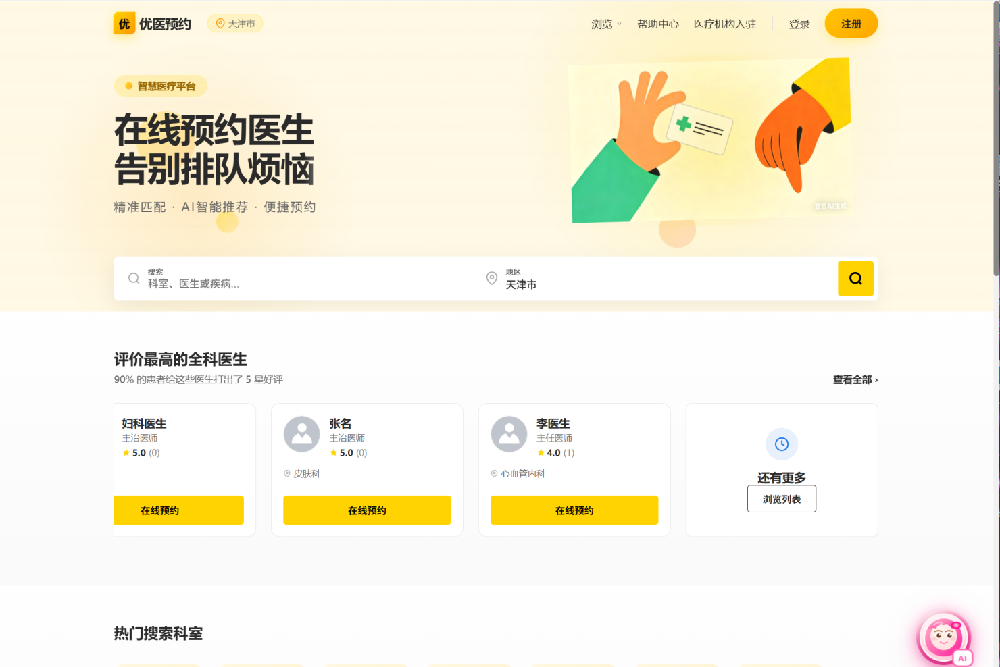 优 优医预约 天津市 浏览 帮助中心 医疗机构入驻 登录 注册
智慧医疗平台
在线预约医生
告别排队烦恼
精准匹配 · AI智能推荐 · 便捷预约
豆包AI生成
搜索
科室、医生或疾病...
地区
天津市
评价最高的全科医生
90% 的患者给这些医生打出了 5 星好评
查看全部 ›
妇科医生
主治医师
5.0 (0)
在线预约
张名
主治医师
5.0 (0)
皮肤科
在线预约
李医生
主任医师
4.0 (1)
心血管内科
在线预约
还有更多
浏览列表
热门搜索科室
AI